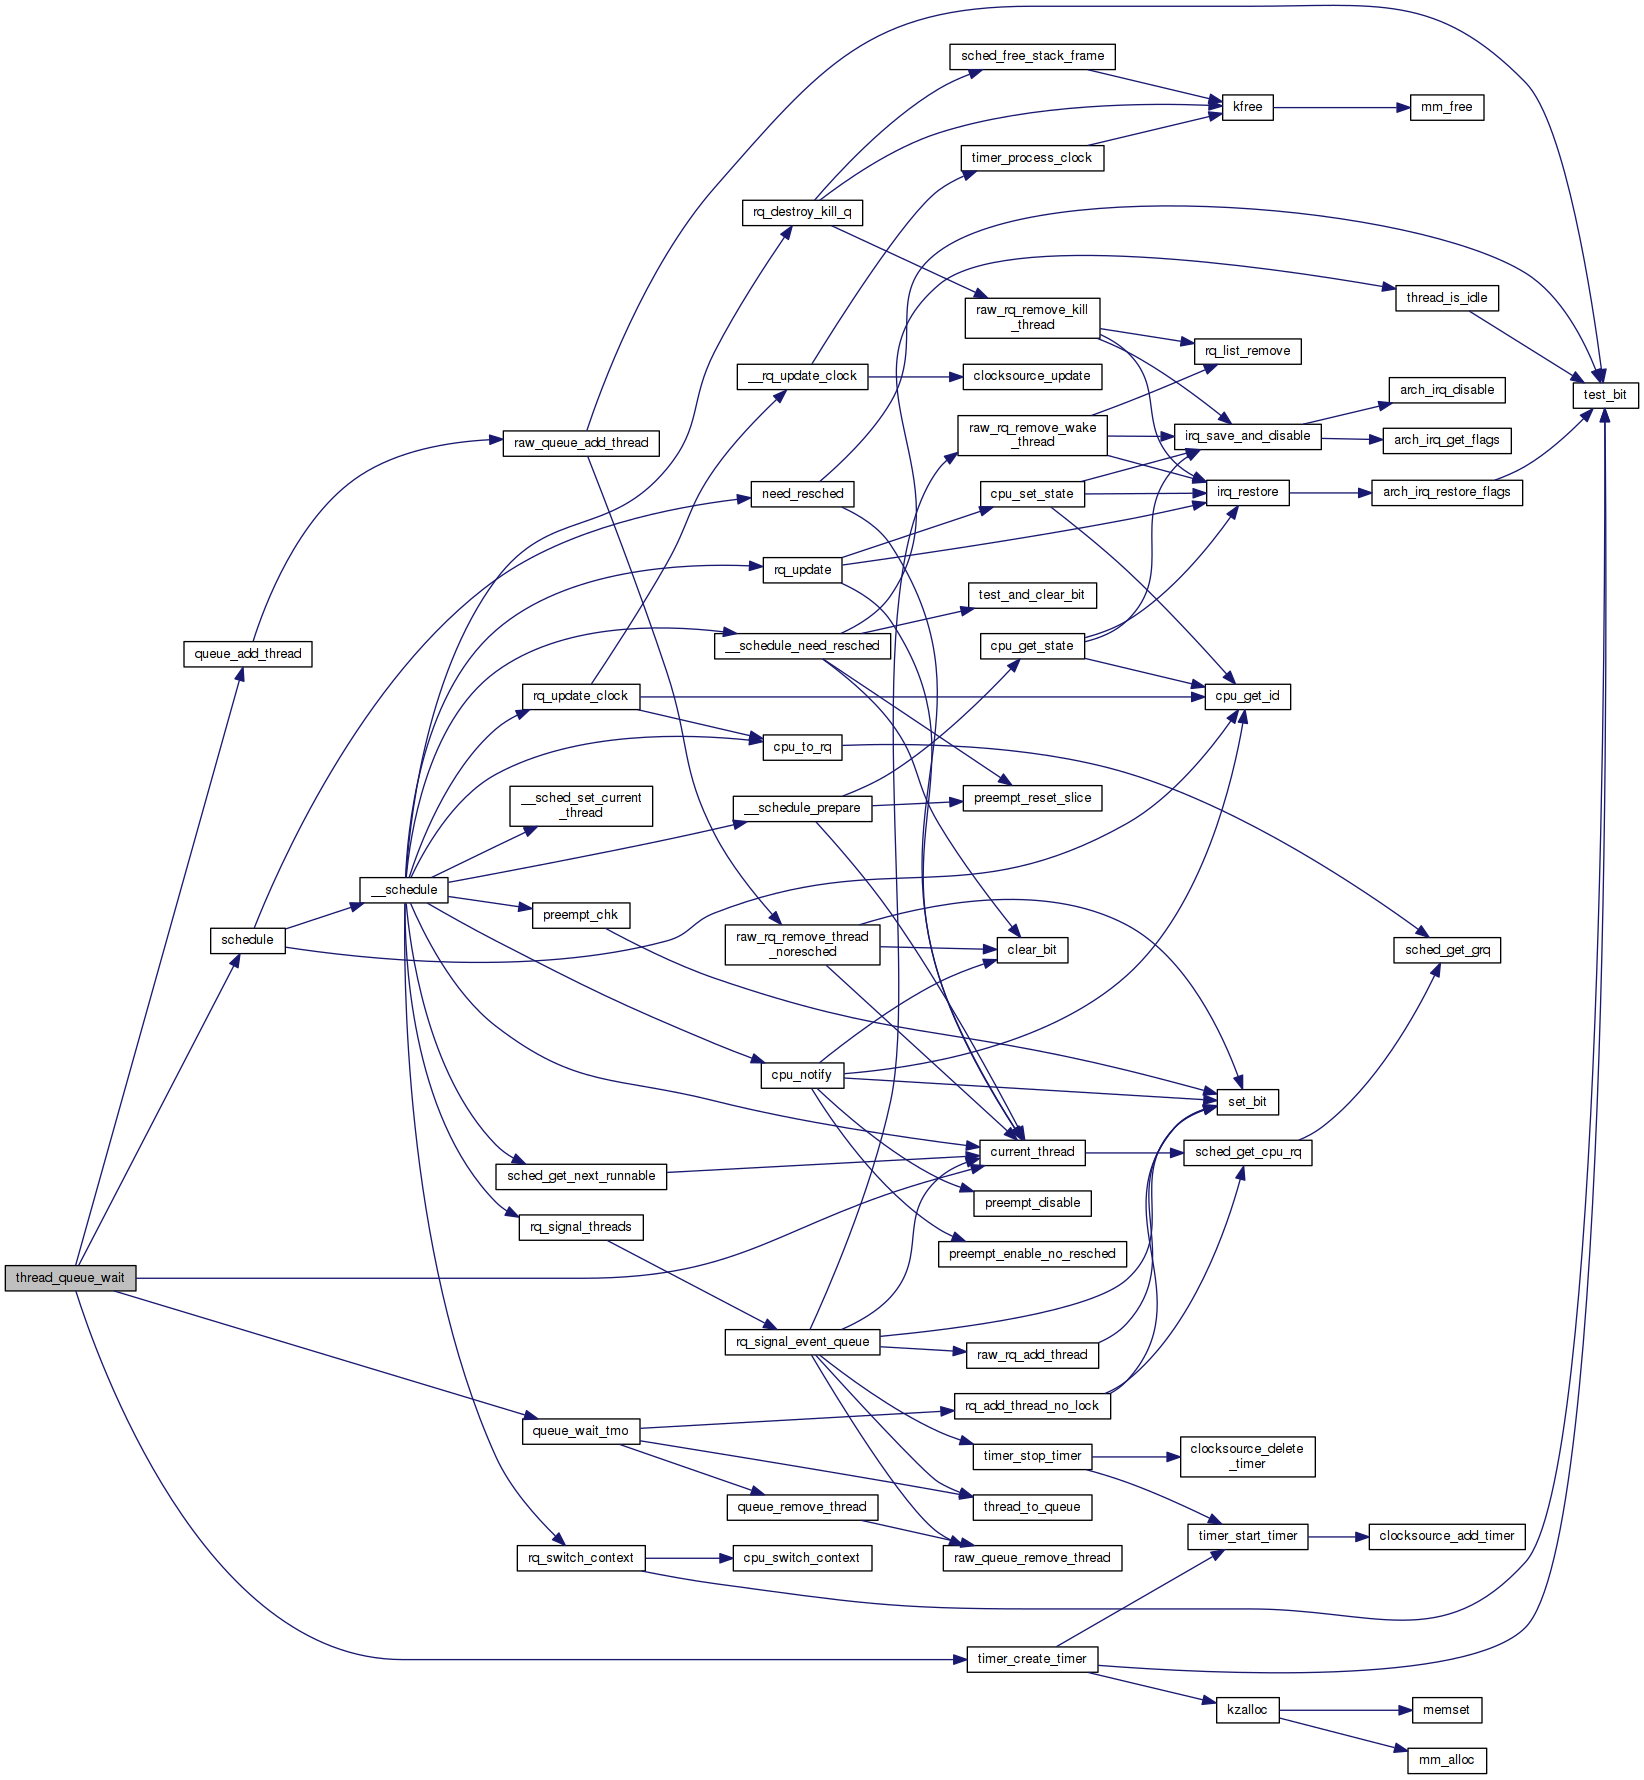 sched_free_stack_frame
kfree
mm_free
timer_process_clock
rq_destroy_kill_q
thread_is_idle
raw_rq_remove_kill
_thread
rq_list_remove
__rq_update_clock
clocksource_update
arch_irq_disable
test_bit
raw_queue_add_thread
raw_rq_remove_wake
_thread
irq_save_and_disable
arch_irq_get_flags
need_resched
cpu_set_state
irq_restore
arch_irq_restore_flags
rq_update
test_and_clear_bit
queue_add_thread
__schedule_need_resched
cpu_get_state
rq_update_clock
cpu_get_id
cpu_to_rq
__sched_set_current
_thread
__schedule_prepare
preempt_reset_slice
__schedule
preempt_chk
schedule
raw_rq_remove_thread
_noresched
clear_bit
sched_get_grq
cpu_notify
set_bit
current_thread
sched_get_cpu_rq
sched_get_next_runnable
preempt_disable
rq_signal_threads
preempt_enable_no_resched
thread_queue_wait
rq_signal_event_queue
raw_rq_add_thread
rq_add_thread_no_lock
queue_wait_tmo
timer_stop_timer
clocksource_delete
_timer
queue_remove_thread
thread_to_queue
timer_start_timer
clocksource_add_timer
rq_switch_context
cpu_switch_context
raw_queue_remove_thread
timer_create_timer
kzalloc
memset
mm_alloc